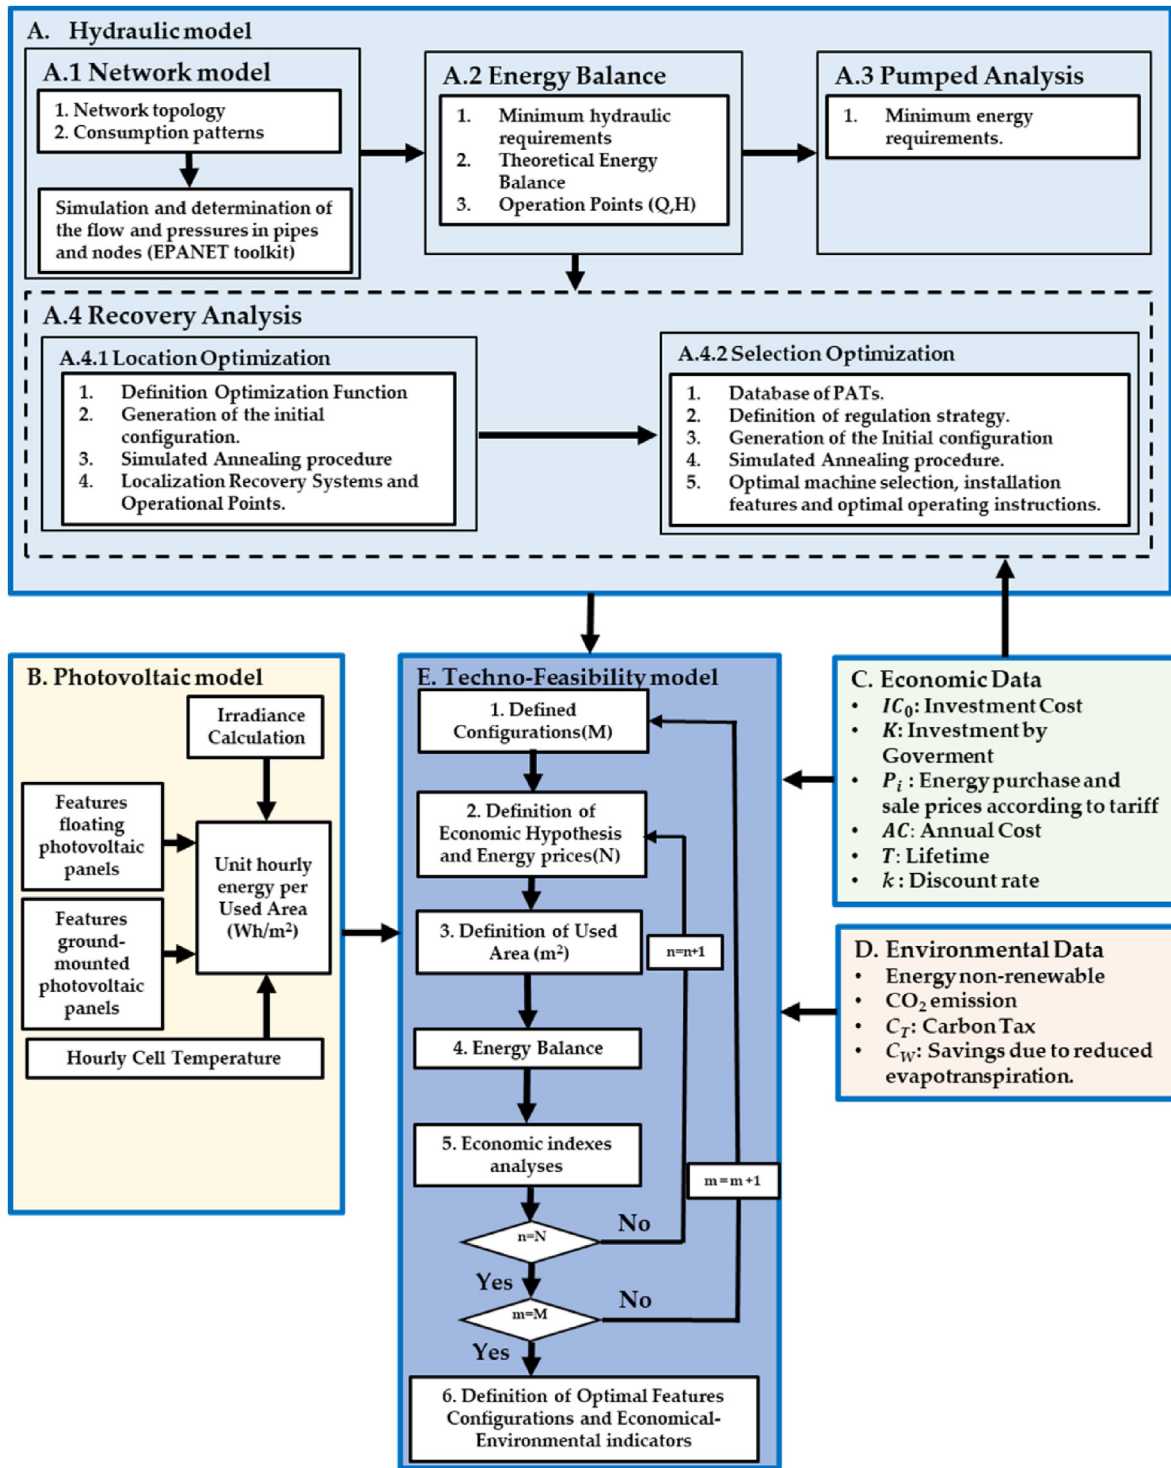 A. Hydraulic model
A.1 Network model
1. Network topology
2. Consumption patterns
Simulation and determination of
the flow and pressures in pipes
and nodes (EPANET toolkit)
A.2 Energy Balance
1. Minimum hydraulic
requirements
2. Theoretical Energy
Balance
3. Operation Points (Q,H)
A.3 Pumped Analysis
1. Minimum energy
requirements.
A.4 Recovery Analysis
A.4.1 Location Optimization
1. Definition Optimization Function
2. Generation of the initial
configuration.
3. Simulated Annealing procedure
4. Localization Recovery Systems and
Operational Points.
A.4.2 Selection Optimization
1. Database of PATs.
2. Definition of regulation strategy.
3. Generation of the Initial configuration
4. Simulated Annealing procedure.
5. Optimal machine selection, installation
features and optimal operating instructions.
B. Photovoltaic model
Irradiance
Calculation
Features
floating
photovoltaic
panels
Features
ground-
mounted
photovoltaic
panels
Unit hourly
energy per
Used Area
(Wh/m²)
Hourly Cell Temperature
E. Techno-Feasibility model
1. Defined
Configurations(M)
2. Definition of
Economic Hypothesis
and Energy prices(N)
3. Definition of Used
Area (m²)
4. Energy Balance
5. Economic indexes
analyses
n=N
No
n=n+1
Yes
m=M
No
m = m +1
Yes
6. Definition of Optimal Features
Configurations and Economical-
Environmental indicators
C. Economic Data
• IC₀: Investment Cost
• K: Investment by
Goverment
• Pᵢ : Energy purchase and
sale prices according to tariff
• AC: Annual Cost
• T: Lifetime
• k : Discount rate
D. Environmental Data
• Energy non-renewable
• CO₂ emission
• C_T: Carbon Tax
• C_W: Savings due to reduced
evapotranspiration.